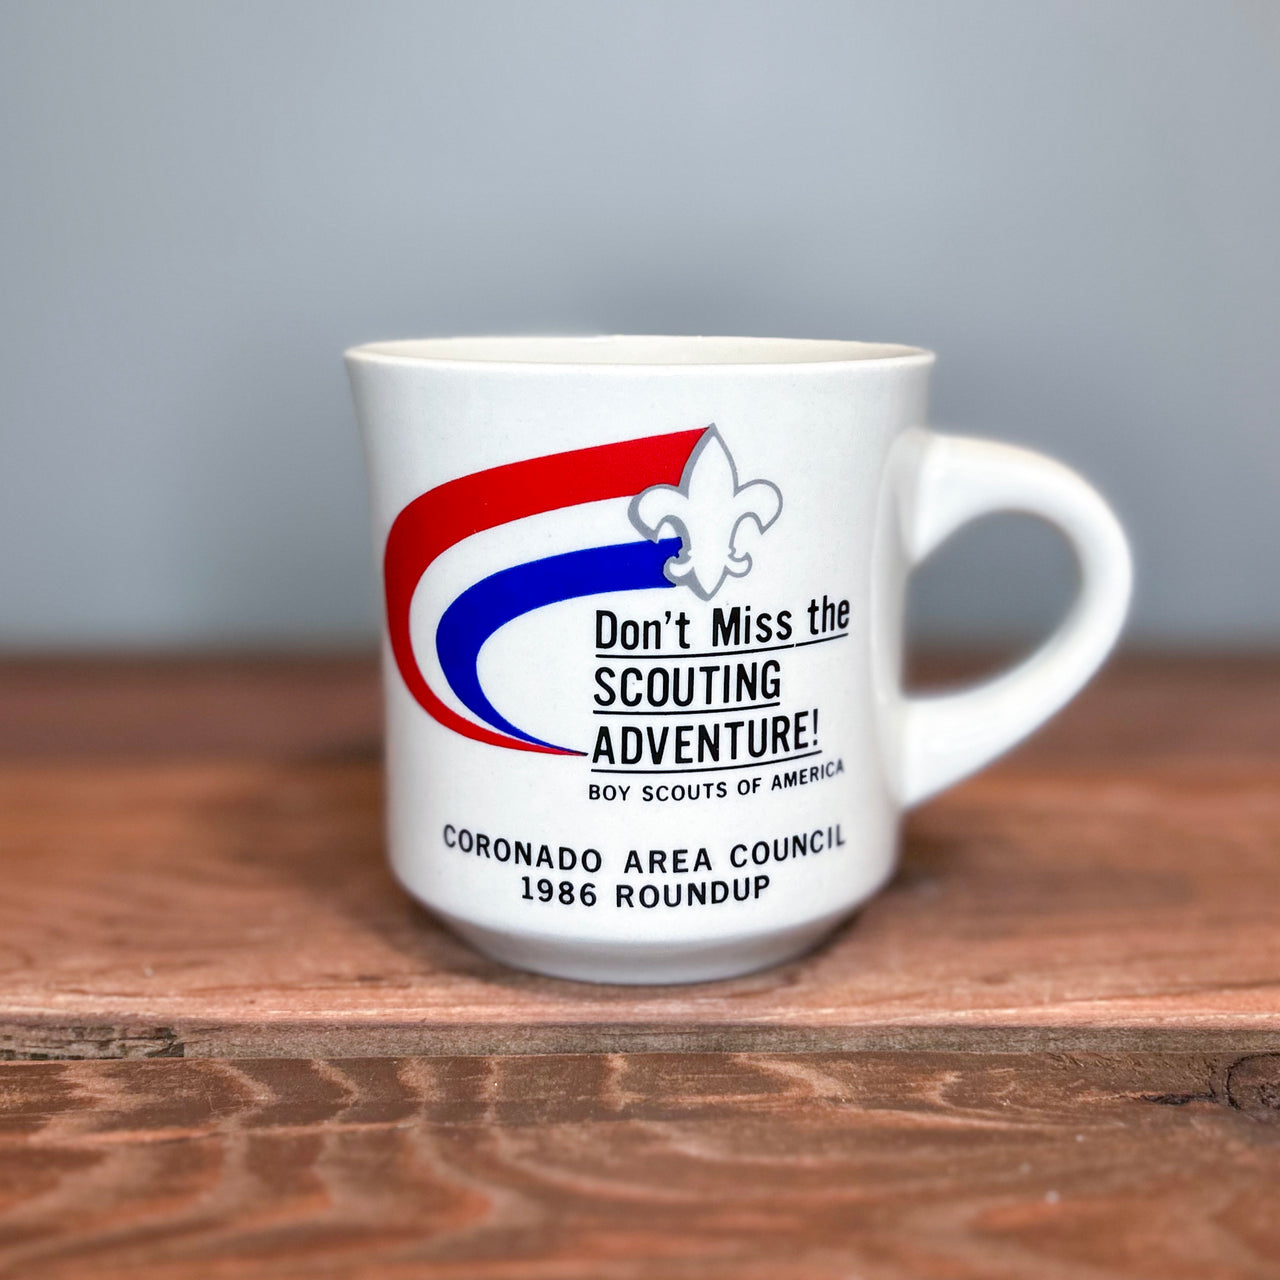 Don't Miss the
SCOUTING
ADVENTURE!
BOY SCOUTS OF AMERICA
CORONADO AREA COUNCIL
1986 ROUNDUP